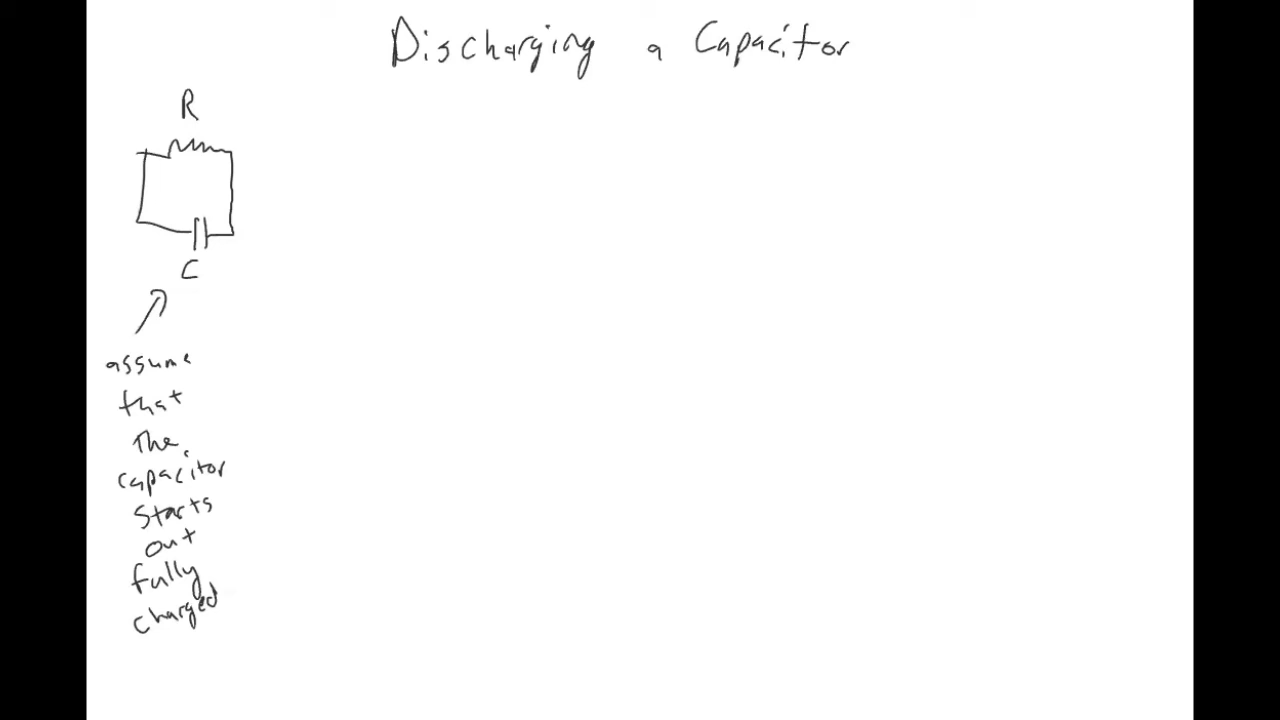 Discharging a Capacitor
R
C
assume
that
The
capacitor
starts
out
fully
charged